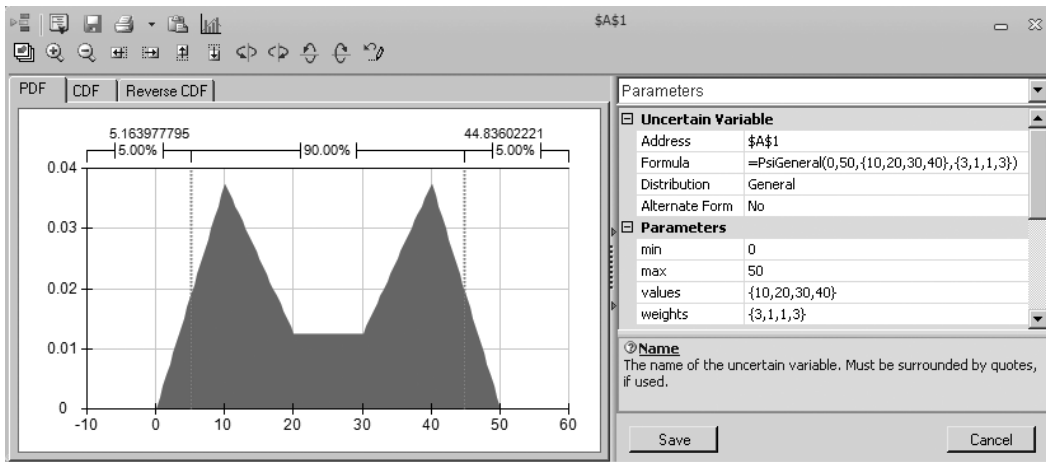 $A$1
PDF
CDF
Reverse CDF
5.163977795
44.83602221
5.00%
90.00%
5.00%
0.04
0.03
0.02
0.01
0
-10
0
10
20
30
40
50
60
Parameters
Uncertain Variable
Address $A$1
Formula =PsiGeneral(0,50,{10,20,30,40},{3,1,1,3})
Distribution General
Alternate Form No
Parameters
min 0
max 50
values {10,20,30,40}
weights {3,1,1,3}
Name
The name of the uncertain variable. Must be surrounded by quotes,
if used.
Save
Cancel